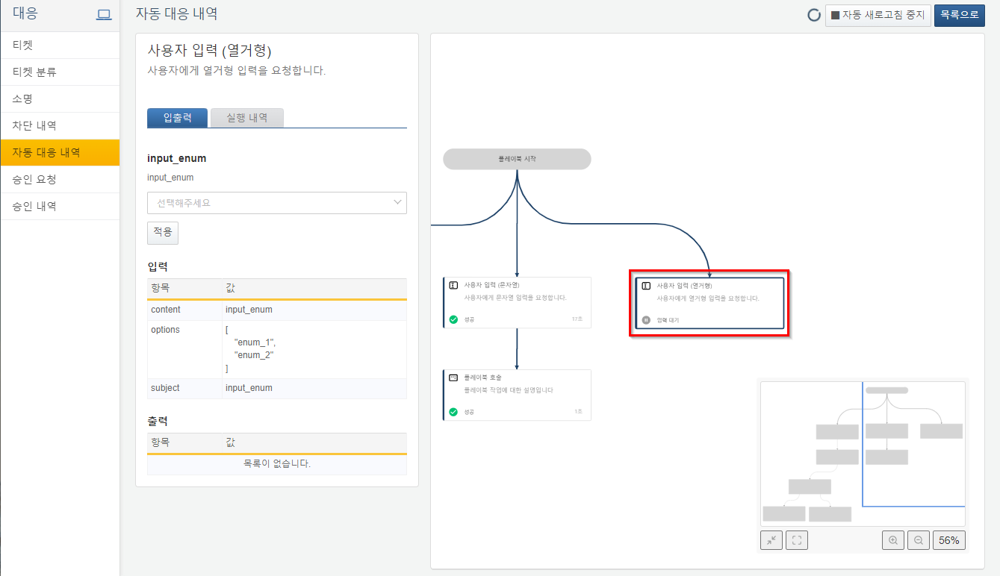 대응
티켓
티켓 분류
소명
차단 내역
자동 대응 내역
승인 요청
승인 내역
자동 대응 내역
자동 새로고침 중지
목록으로
사용자 입력 (열거형)
사용자에게 열거형 입력을 요청합니다.
입출력
실행 내역
input_enum
input_enum
선택해주세요
적용
입력
항목 값
content input_enum
options [
"enum_1",
"enum_2"
]
subject input_enum
출력
항목 값
목록이 없습니다.
플레이북 시작
사용자 입력 (문자열)
사용자에게 문자열 입력을 요청합니다.
성공 17초
사용자 입력 (열거형)
사용자에게 열거형 입력을 요청합니다.
입력 대기
플레이북 호출
플레이북 작업에 대한 설명입니다
성공 1초
56%